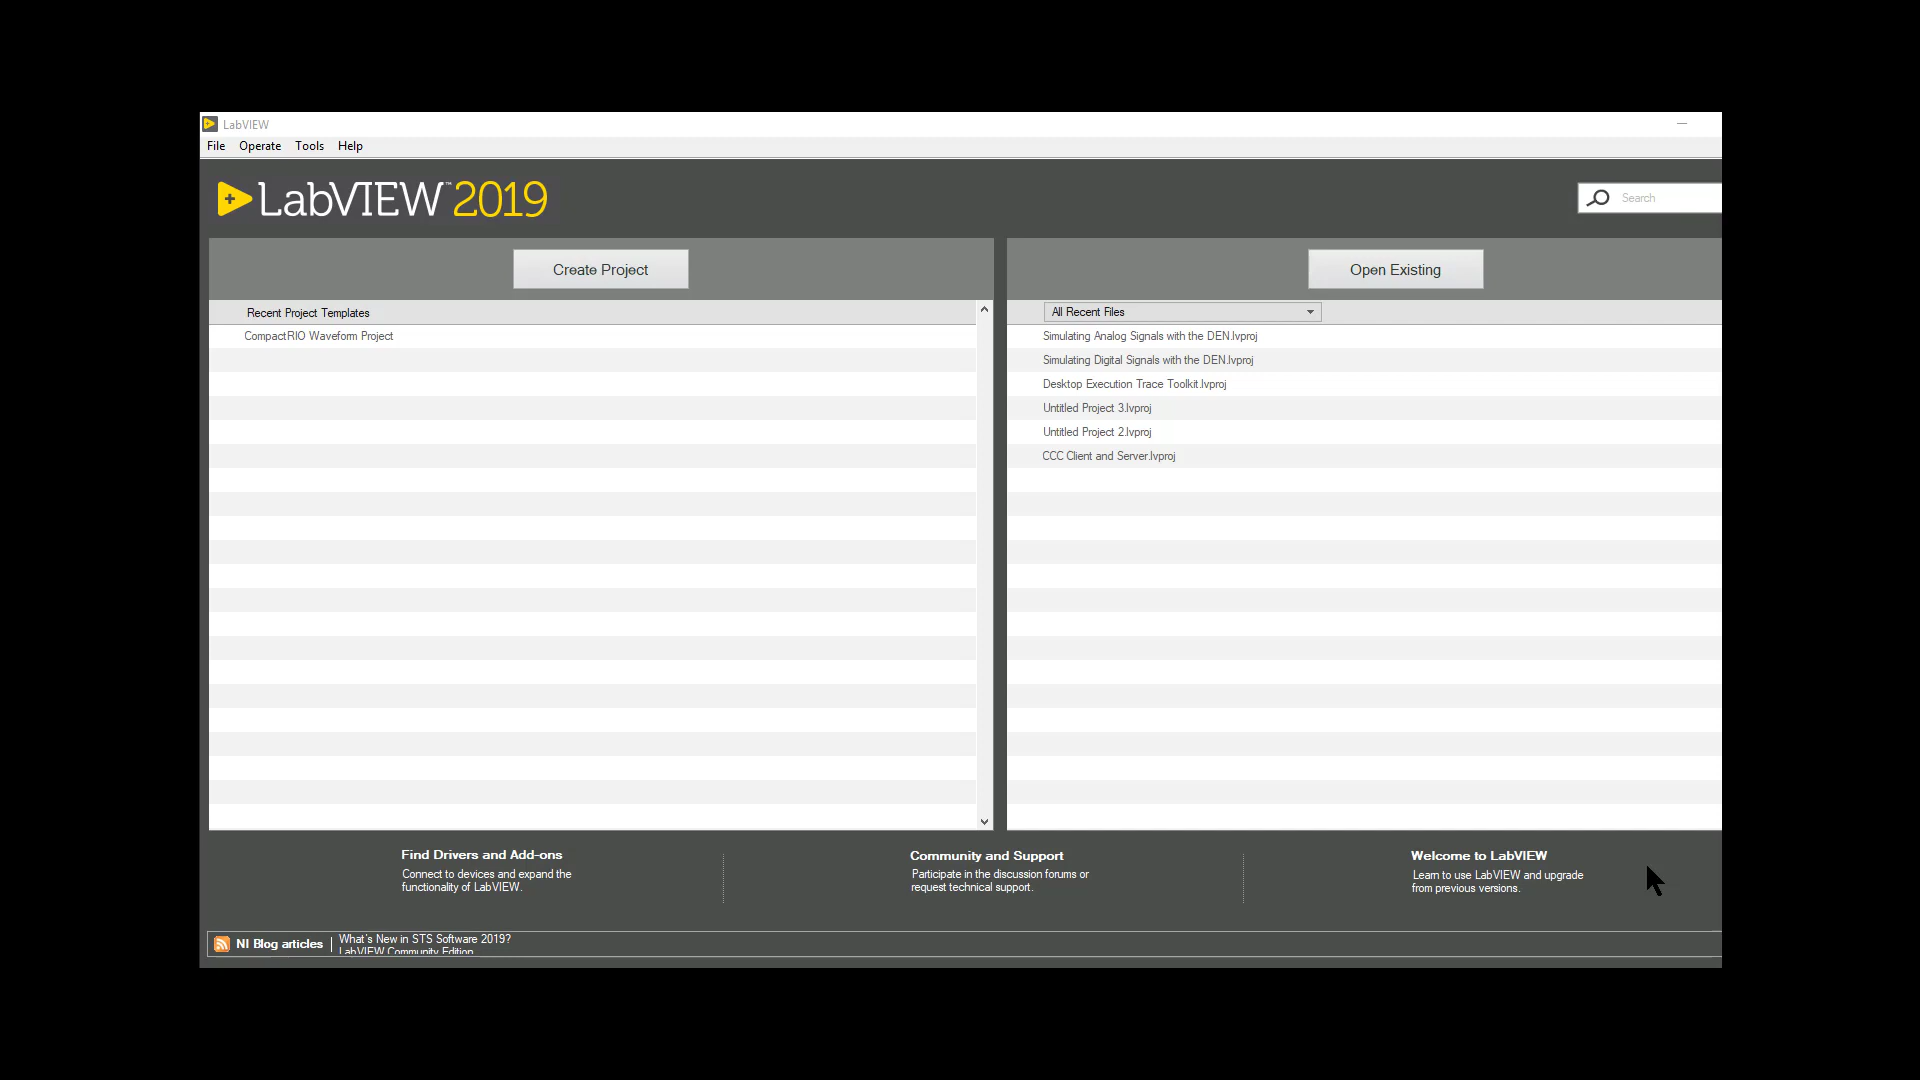 LabVIEW
File Operate Tools Help
LabVIEW™ 2019
Search
Create Project
Open Existing
Recent Project Templates
All Recent Files
CompactRIO Waveform Project
Simulating Analog Signals with the DEN.lvproj
Simulating Digital Signals with the DEN.lvproj
Desktop Execution Trace Toolkit.lvproj
Untitled Project 3.lvproj
Untitled Project 2.lvproj
CCC Client and Server.lvproj
Find Drivers and Add-ons
Connect to devices and expand the
functionality of LabVIEW.
Community and Support
Participate in the discussion forums or
request technical support.
Welcome to LabVIEW
Learn to use LabVIEW and upgrade
from previous versions.
NI Blog articles
What's New in STS Software 2019?
LabVIEW Community Edition